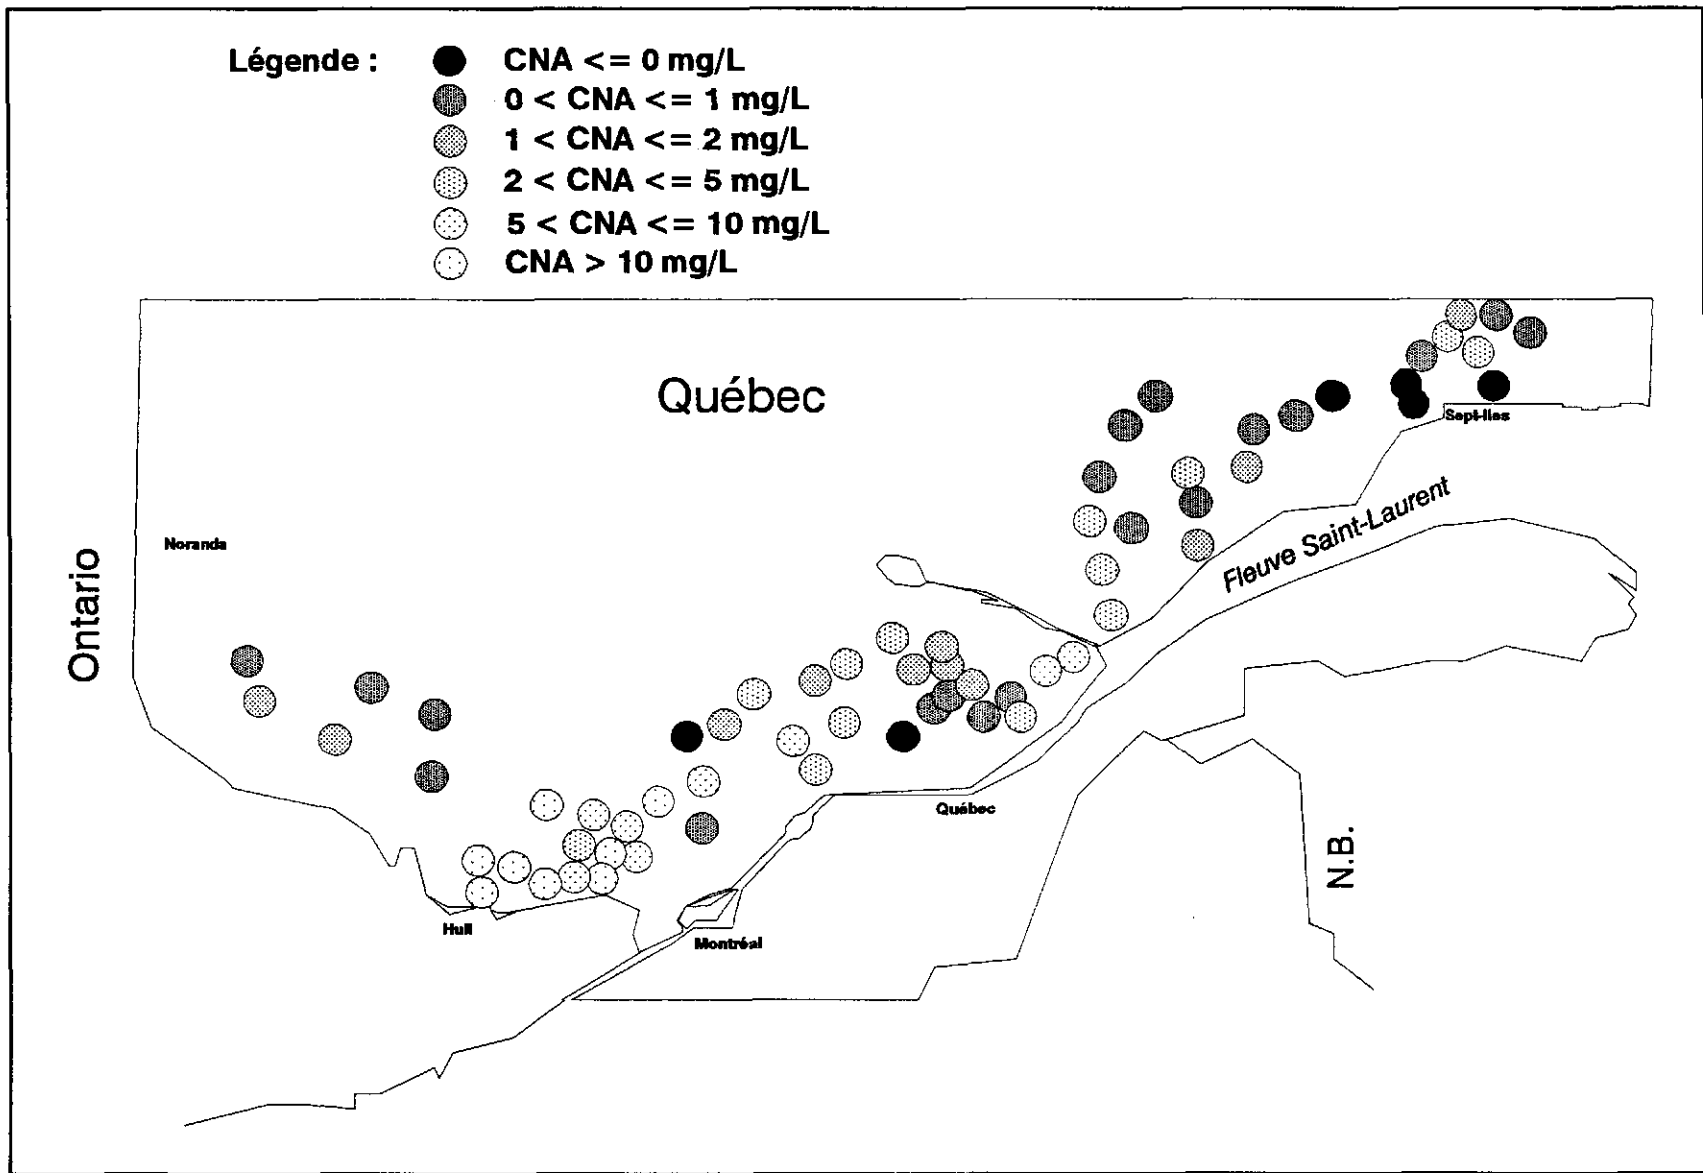 Légende :
CNA <= 0 mg/L
0 < CNA <= 1 mg/L
1 < CNA <= 2 mg/L
2 < CNA <= 5 mg/L
5 < CNA <= 10 mg/L
CNA > 10 mg/L
Québec
Sept-Iles
Fleuve Saint-Laurent
Noranda
Ontario
Québec
N.B.
Hull
Montréal